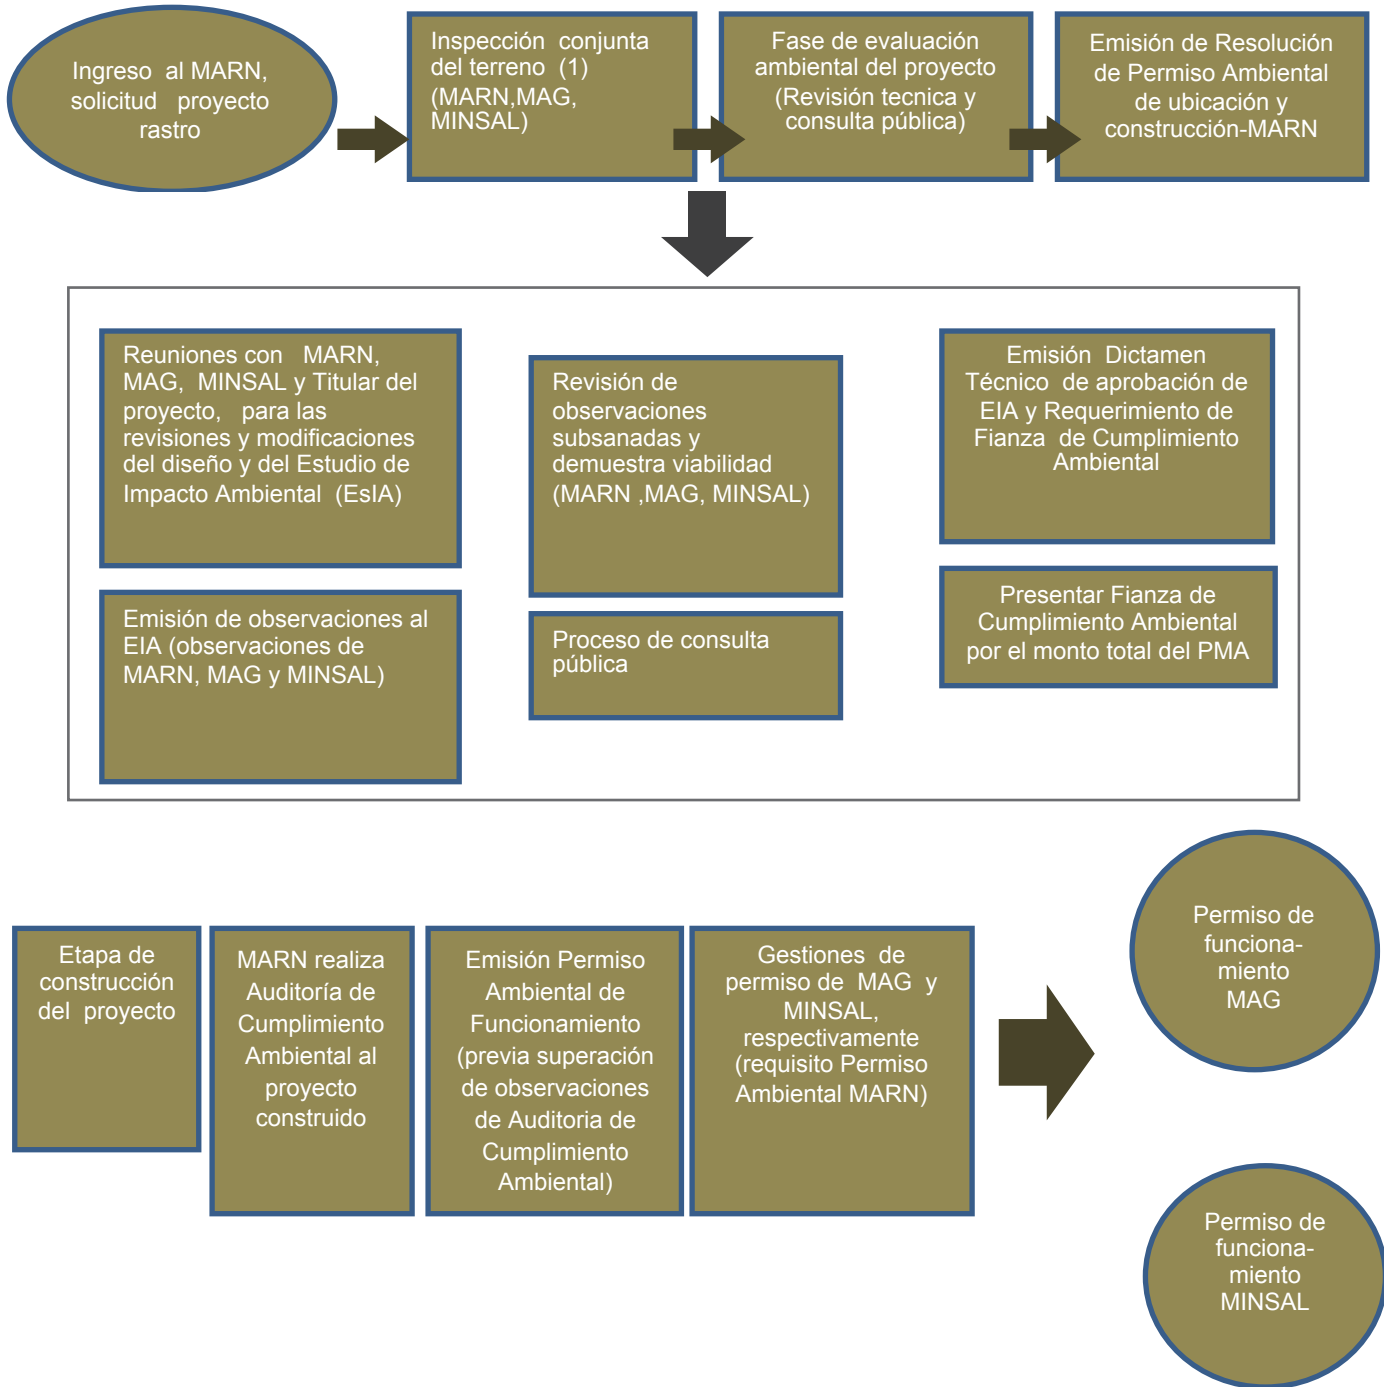 Ingreso al MARN,
solicitud proyecto
rastro
Inspección conjunta
del terreno (1)
(MARN,MAG,
MINSAL)
Fase de evaluación
ambiental del proyecto
(Revisión tecnica y
consulta pública)
Emisión de Resolución
de Permiso Ambiental
de ubicación y
construcción-MARN
Reuniones con MARN,
MAG, MINSAL y Titular del
proyecto, para las
revisiones y modificaciones
del diseño y del Estudio de
Impacto Ambiental (EsIA)
Emisión de observaciones al
EIA (observaciones de
MARN, MAG y MINSAL)
Revisión de
observaciones
subsanadas y
demuestra viabilidad
(MARN ,MAG, MINSAL)
Proceso de consulta
pública
Emisión Dictamen
Técnico de aprobación de
EIA y Requerimiento de
Fianza de Cumplimiento
Ambiental
Presentar Fianza de
Cumplimiento Ambiental
por el monto total del PMA
Etapa de
construcción
del proyecto
MARN realiza
Auditoría de
Cumplimiento
Ambiental al
proyecto
construido
Emisión Permiso
Ambiental de
Funcionamiento
(previa superación
de observaciones
de Auditoria de
Cumplimiento
Ambiental)
Gestiones de
permiso de MAG y
MINSAL,
respectivamente
(requisito Permiso
Ambiental MARN)
Permiso de
funciona-
miento
MAG
Permiso de
funciona-
miento
MINSAL